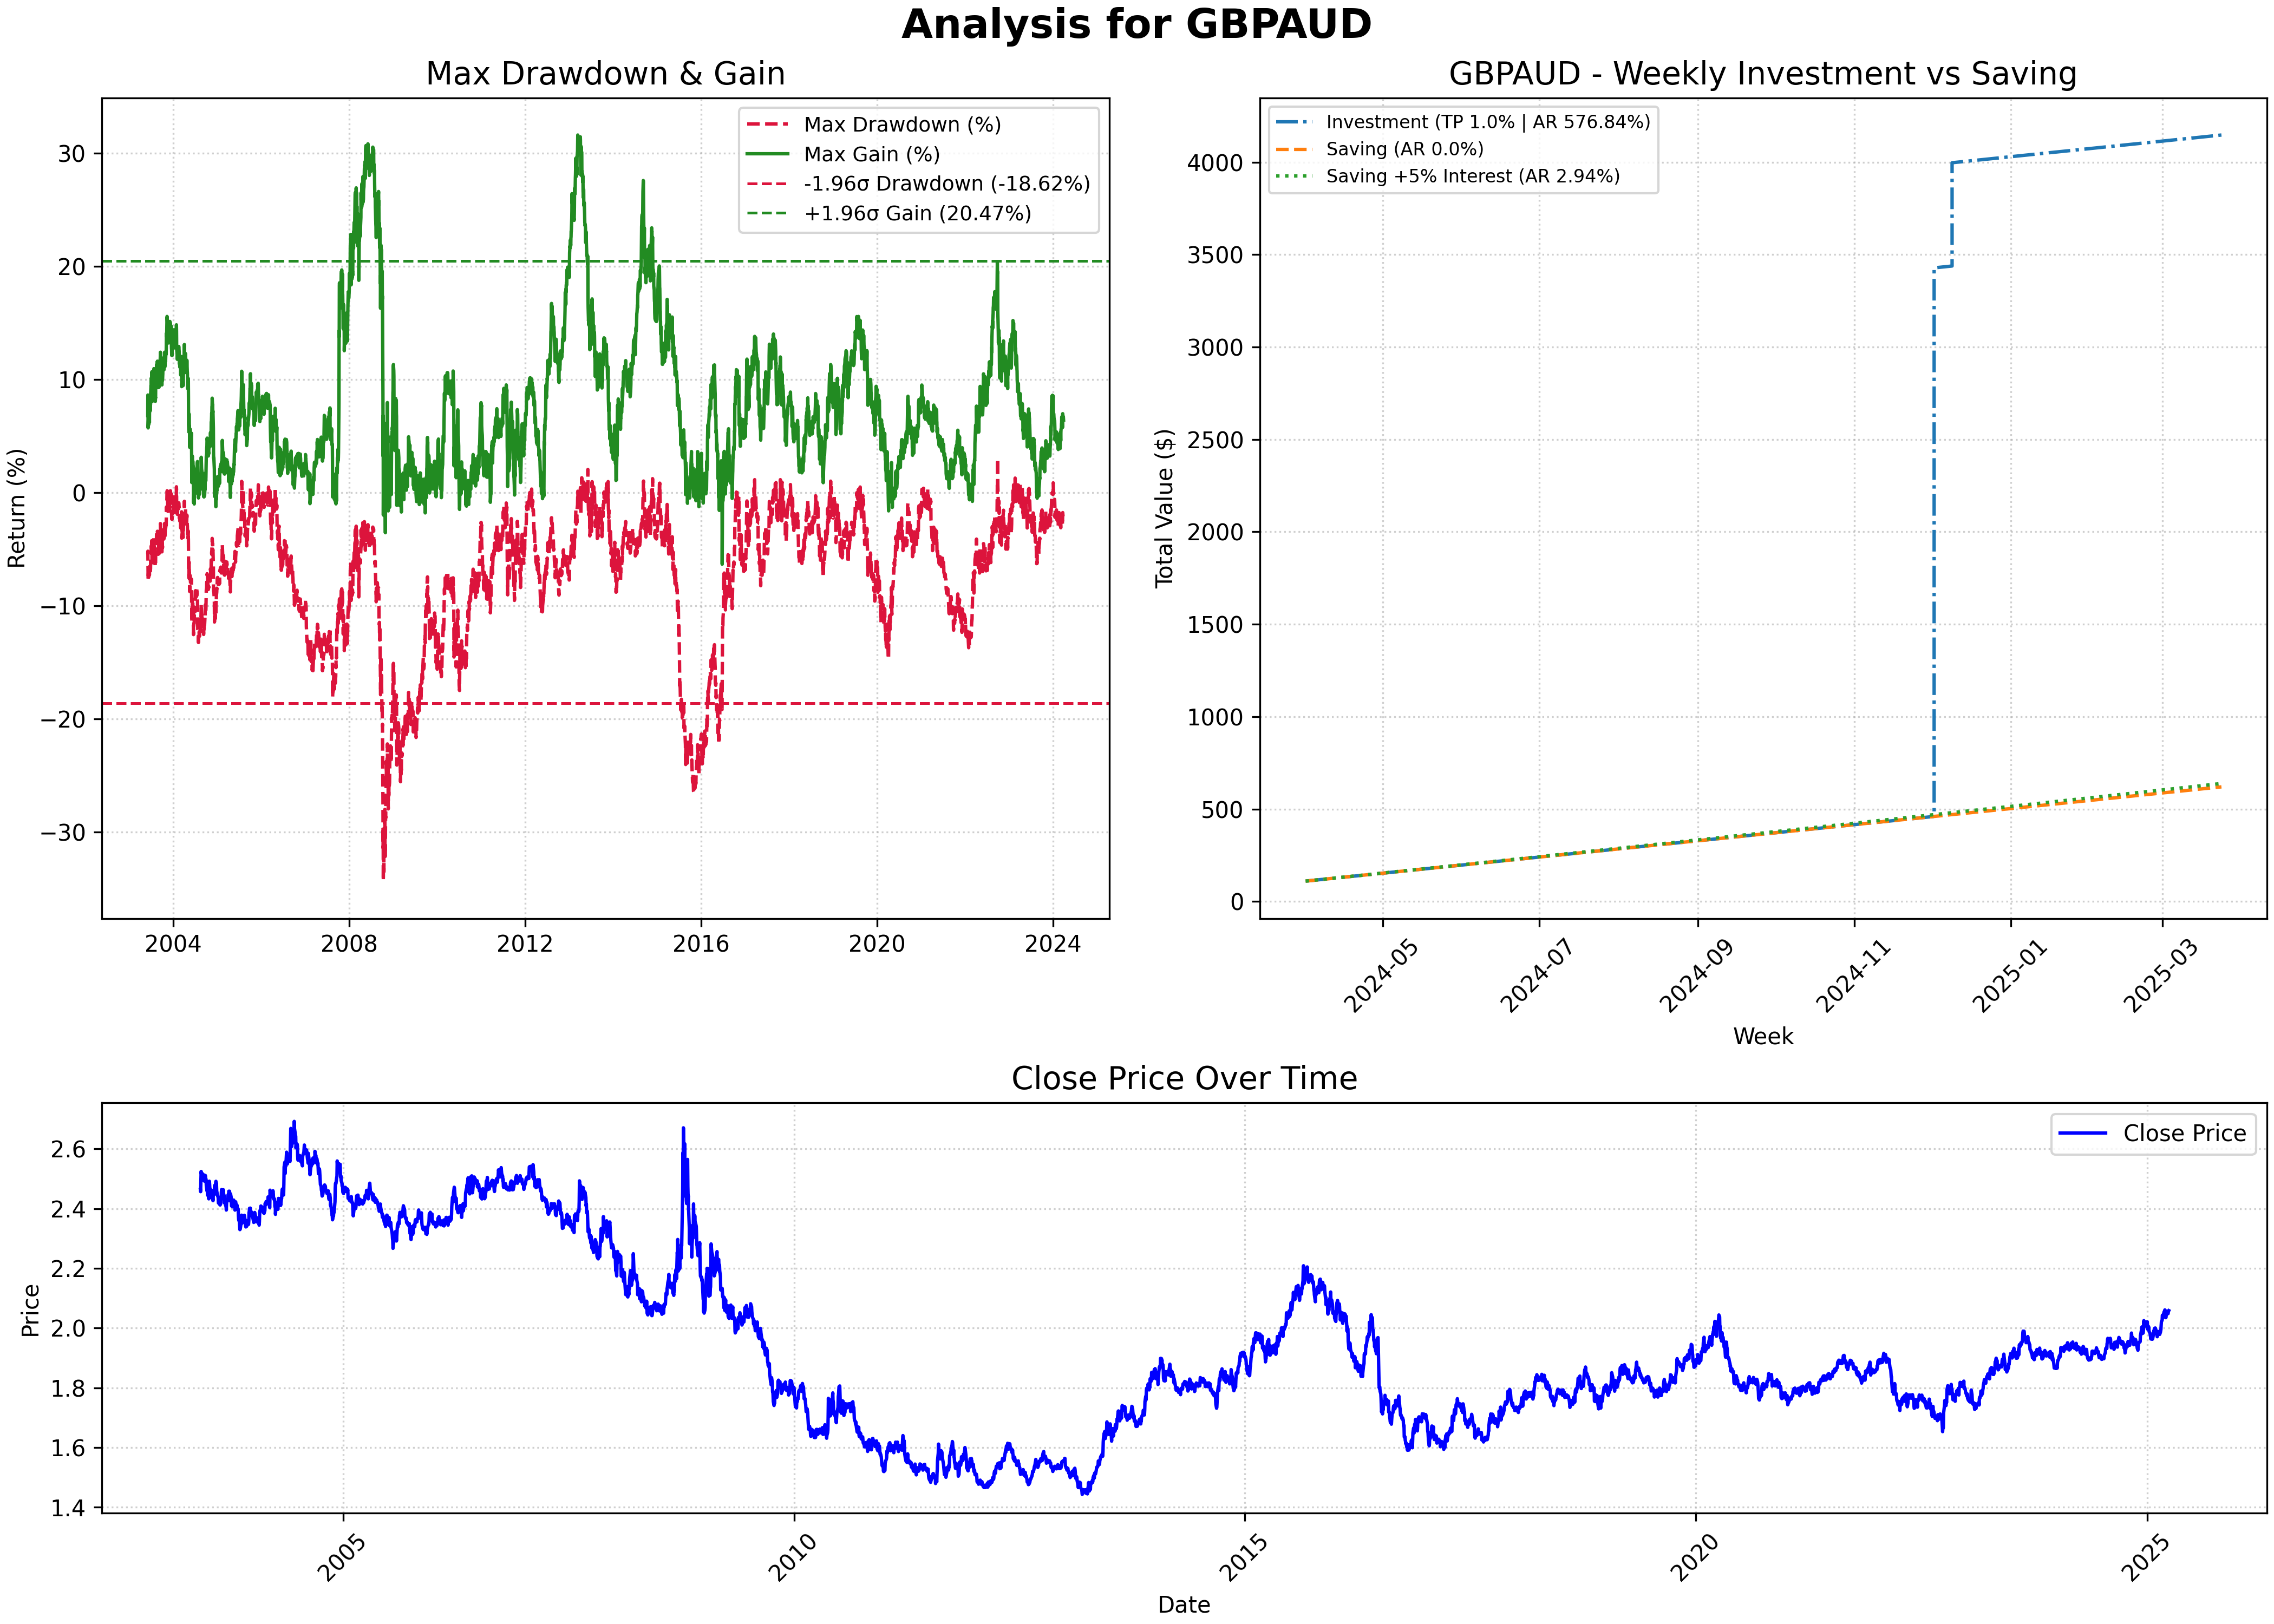 Analysis for GBPAUD
Max Drawdown & Gain
Return (%)
30
20
10
0
−10
−20
−30
2004
2008
2012
2016
2020
2024
Max Drawdown (%)
Max Gain (%)
-1.96σ Drawdown (-18.62%)
+1.96σ Gain (20.47%)
GBPAUD - Weekly Investment vs Saving
Total Value ($)
4000
3500
3000
2500
2000
1500
1000
500
0
2024-05
2024-07
2024-09
2024-11
2025-01
2025-03
Week
Investment (TP 1.0% | AR 576.84%)
Saving (AR 0.0%)
Saving +5% Interest (AR 2.94%)
Close Price Over Time
Price
2.6
2.4
2.2
2.0
1.8
1.6
1.4
2005
2010
2015
2020
2025
Date
Close Price